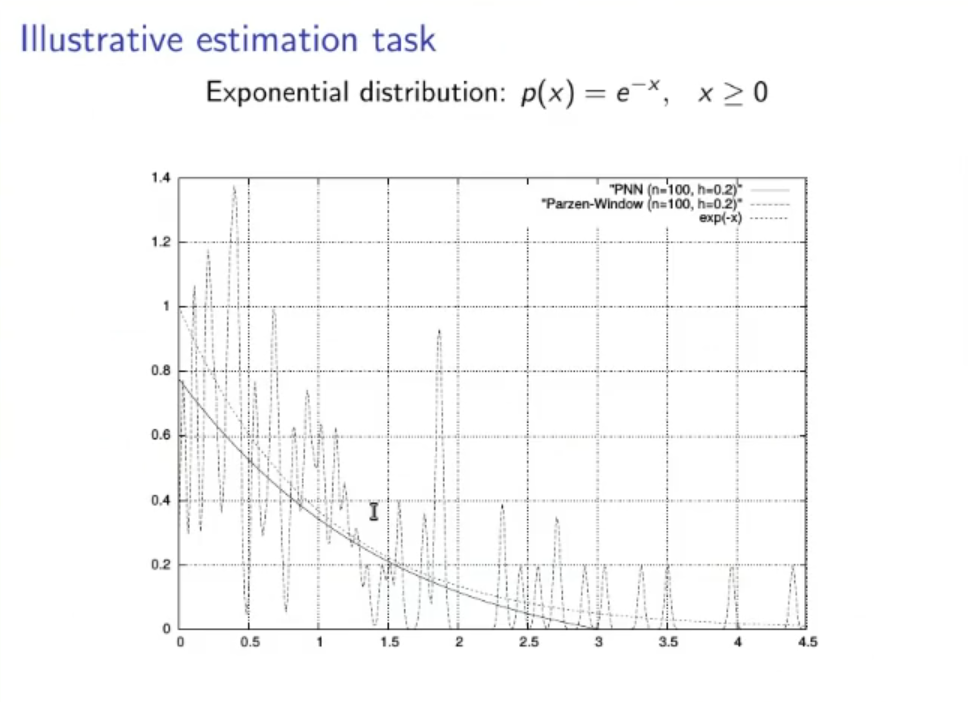 Illustrative estimation task
Exponential distribution: p(x) = e^{-x}, x ≥ 0
1.4
1.2
1
0.8
0.6
0.4
0.2
0
"PNN (n=100, h=0.2)"
"Parzen-Window (n=100, h=0.2)"
exp(-x)
0 0.5 1 1.5 2 2.5 3 3.5 4 4.5